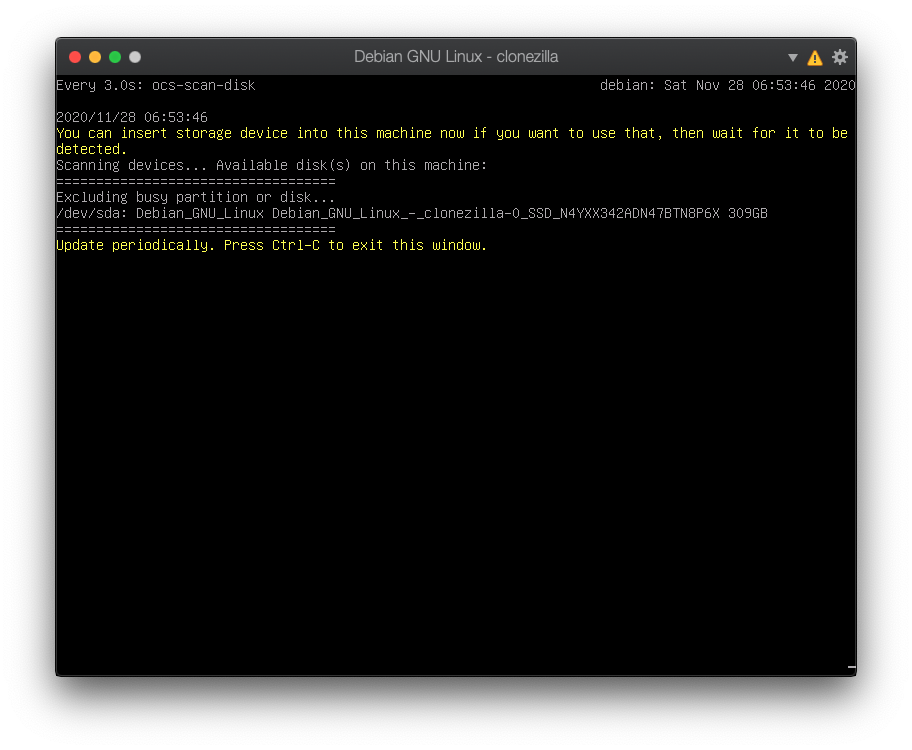 Debian GNU Linux - clonezilla
Every 3.0s: ocs-scan-disk debian: Sat Nov 28 06:53:46 2020
2020/11/28 06:53:46
You can insert storage device into this machine now if you want to use that, then wait for it to be
detected.
Scanning devices... Available disk(s) on this machine:
===================================
Excluding busy partition or disk...
/dev/sda: Debian_GNU_Linux Debian_GNU_Linux_-_clonezilla-0_SSD_N4YXX342ADN47BTN8P6X 309GB
===================================
Update periodically. Press Ctrl-C to exit this window.